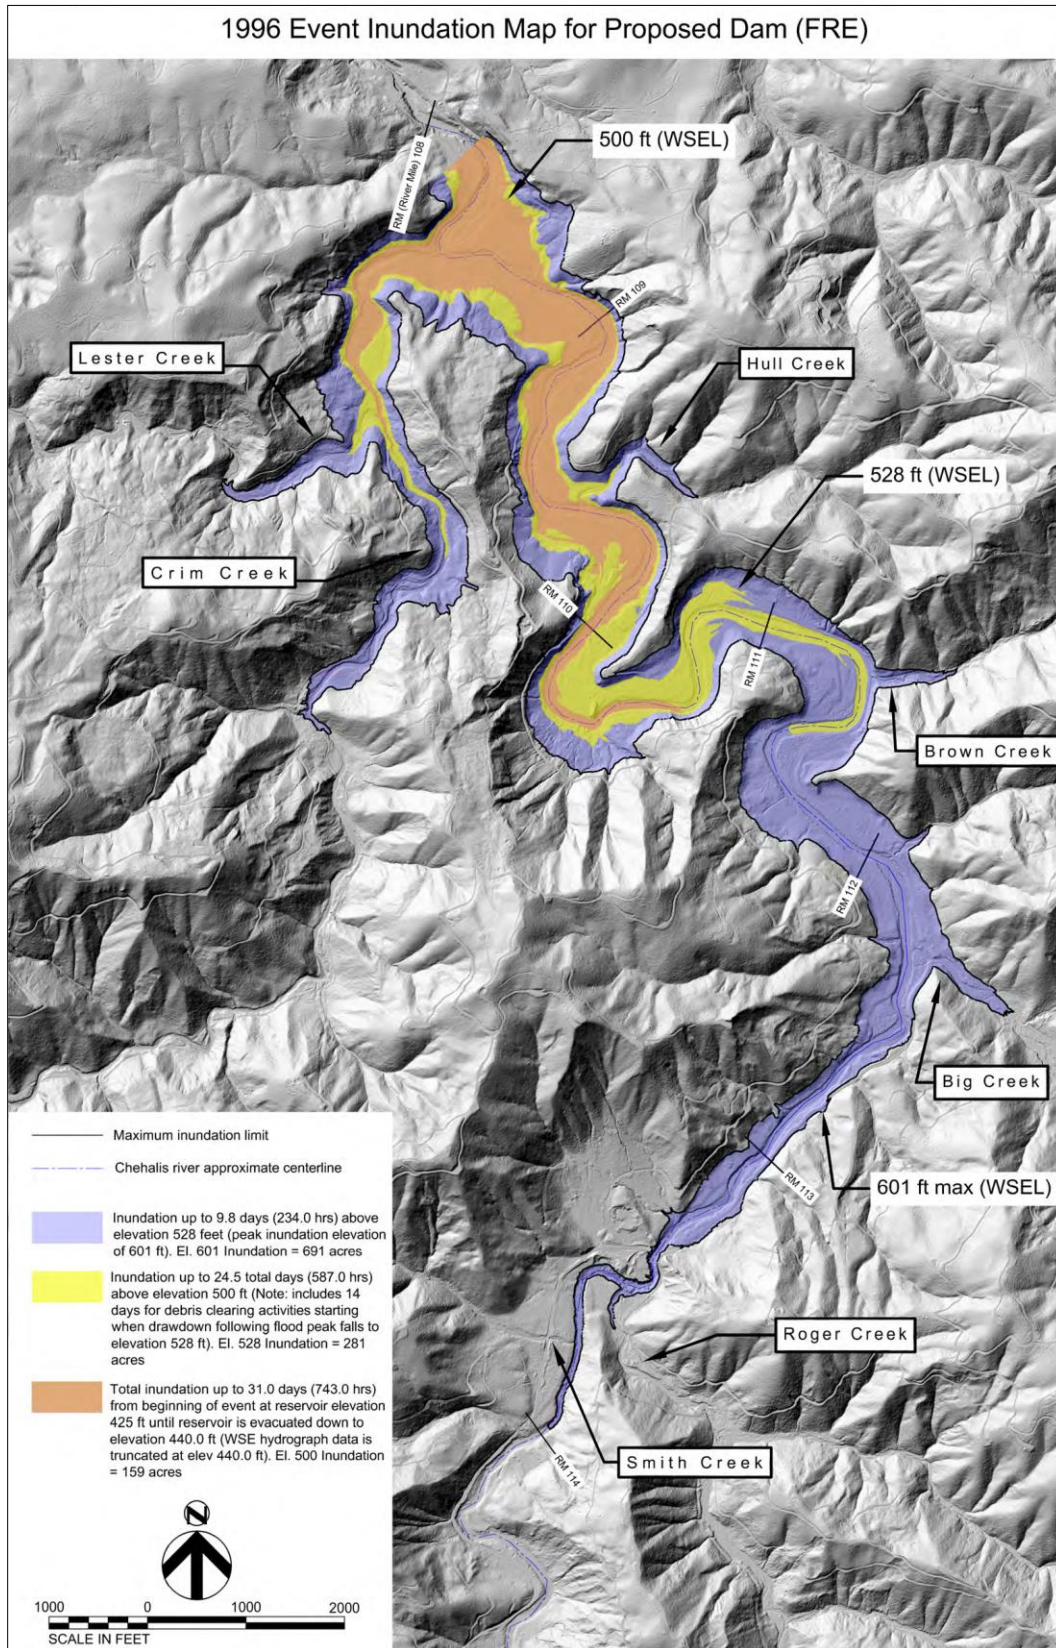 1996 Event Inundation Map for Proposed Dam (FRE)
RM (River Mile) 108
500 ft (WSEL)
RM 109
Lester Creek
Hull Creek
528 ft (WSEL)
Crim Creek
RM 110
RM 111
Brown Creek
RM 112
Big Creek
601 ft max (WSEL)
RM 113
Roger Creek
Smith Creek
RM 114
Maximum inundation limit
Chehalis river approximate centerline
Inundation up to 9.8 days (234.0 hrs) above
elevation 528 feet (peak inundation elevation
of 601 ft). El. 601 Inundation = 691 acres
Inundation up to 24.5 total days (587.0 hrs)
above elevation 500 ft (Note: includes 14
days for debris clearing activities starting
when drawdown following flood peak falls to
elevation 528 ft). El. 528 Inundation = 281
acres
Total inundation up to 31.0 days (743.0 hrs)
from beginning of event at reservoir elevation
425 ft until reservoir is evacuated down to
elevation 440.0 ft (WSE hydrograph data is
truncated at elev 440.0 ft). El. 500 Inundation
= 159 acres
N
1000 0 1000 2000
SCALE IN FEET